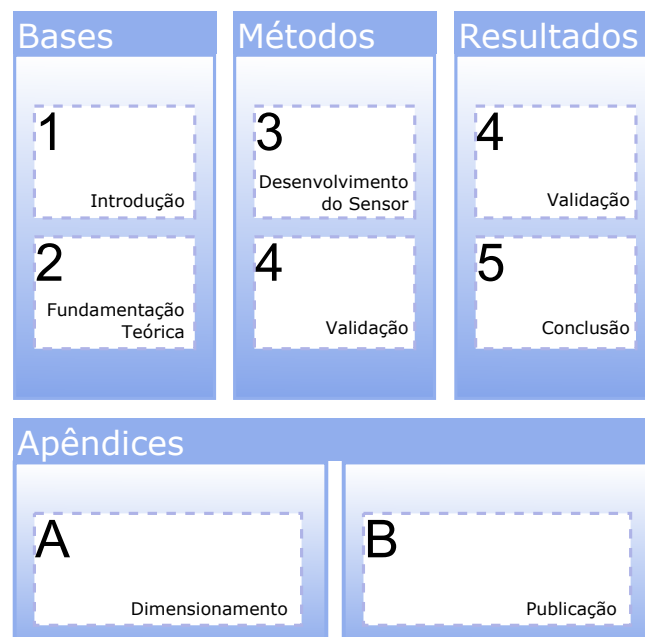 Bases
1
Introdução
2
Fundamentação
Teórica
Métodos
3
Desenvolvimento
do Sensor
4
Validação
Resultados
4
Validação
5
Conclusão
Apêndices
A
Dimensionamento
B
Publicação